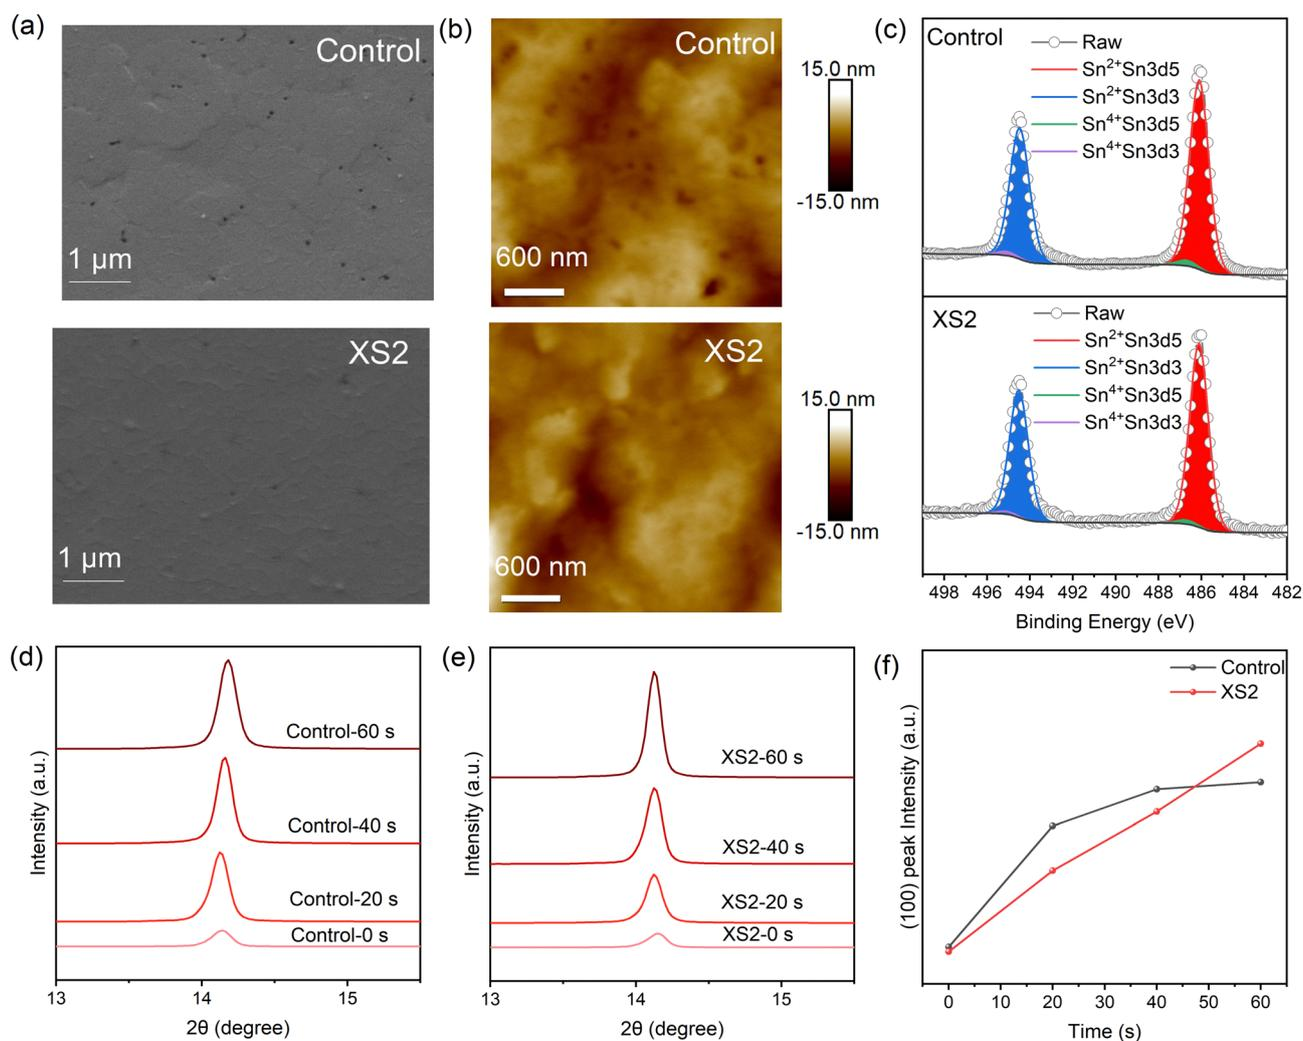 (a)
Control
1 μm
XS2
1 μm
(b)
Control
600 nm
15.0 nm
-15.0 nm
XS2
600 nm
15.0 nm
-15.0 nm
(c)
Control
Raw
Sn²⁺Sn3d5
Sn²⁺Sn3d3
Sn⁴⁺Sn3d5
Sn⁴⁺Sn3d3
XS2
Raw
Sn²⁺Sn3d5
Sn²⁺Sn3d3
Sn⁴⁺Sn3d5
Sn⁴⁺Sn3d3
498 496 494 492 490 488 486 484 482
Binding Energy (eV)
(d)
Intensity (a.u.)
Control-60 s
Control-40 s
Control-20 s
Control-0 s
13 14 15
2θ (degree)
(e)
Intensity (a.u.)
XS2-60 s
XS2-40 s
XS2-20 s
XS2-0 s
13 14 15
2θ (degree)
(f)
(100) peak Intensity (a.u.)
Control
XS2
0 10 20 30 40 50 60
Time (s)